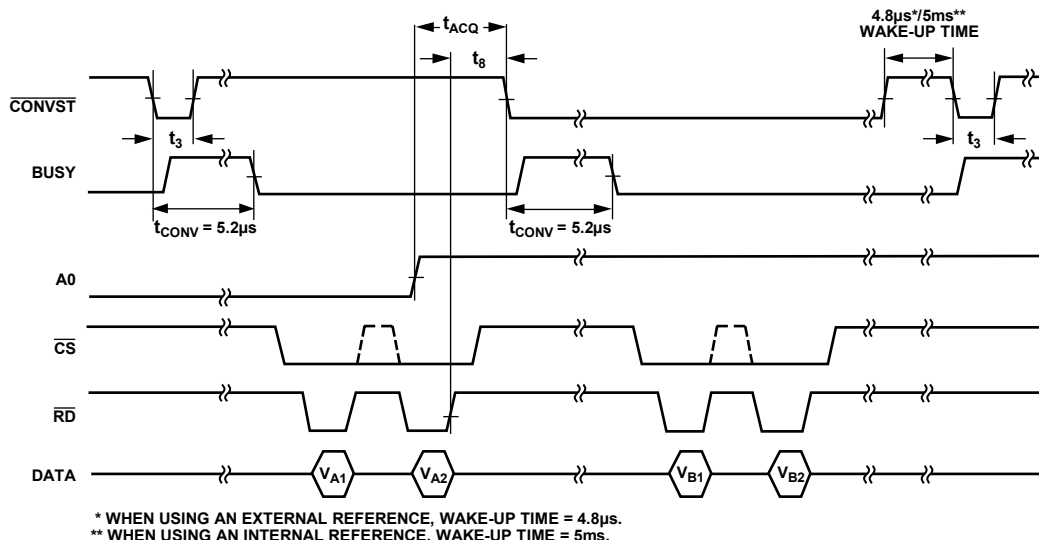 tACQ
4.8µs*/5ms**
WAKE-UP TIME
t8
CONVST
t3
t3
BUSY
tCONV = 5.2µs
tCONV = 5.2µs
A0
CS
RD
DATA
VA1
VA2
VB1
VB2
* WHEN USING AN EXTERNAL REFERENCE, WAKE-UP TIME = 4.8µs.
** WHEN USING AN INTERNAL REFERENCE, WAKE-UP TIME = 5ms.